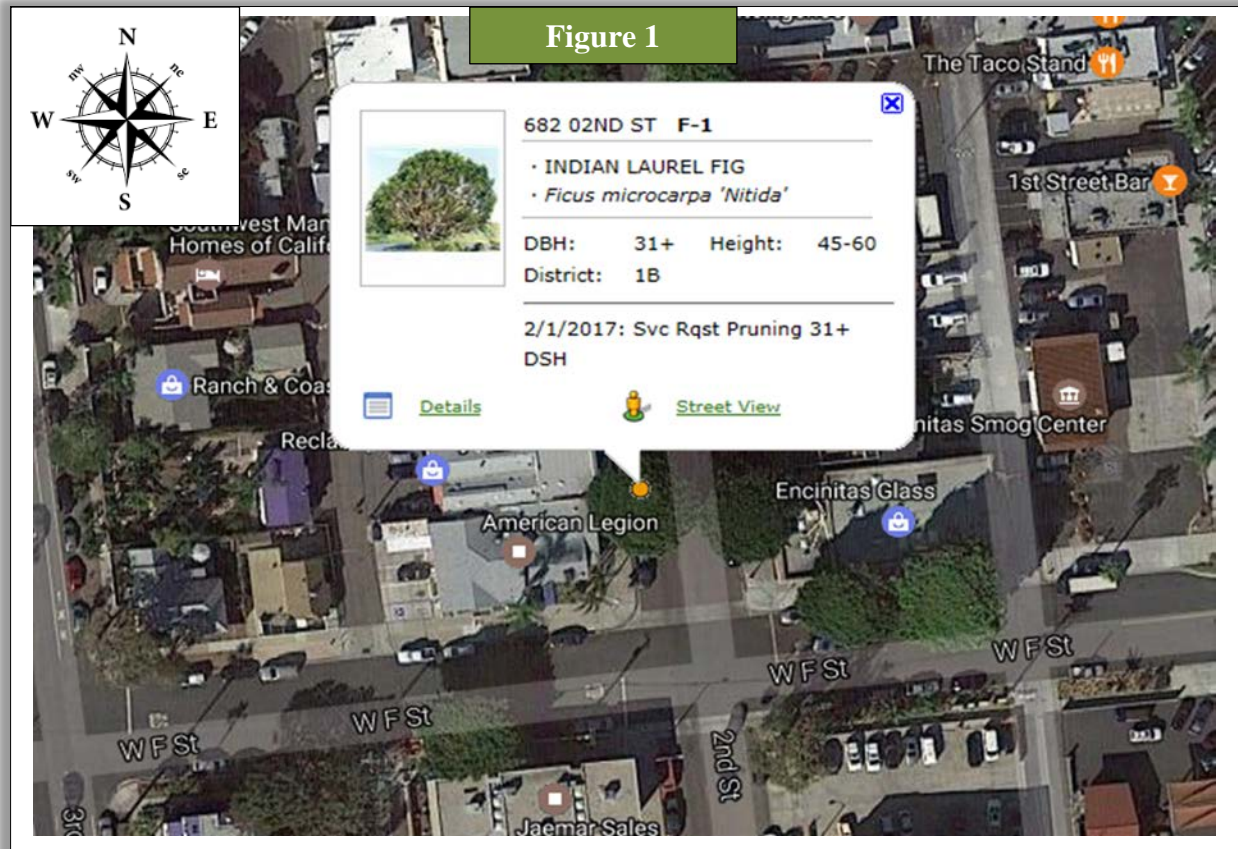 Figure 1
N
nw
ne
W
E
sw
se
S
The Taco Stand
1st Street Bar
Southwest Man
Homes of Califo
682 02ND ST F-1
· INDIAN LAUREL FIG
· Ficus microcarpa 'Nitida'
DBH: 31+ Height: 45-60
District: 1B
2/1/2017: Svc Rqst Pruning 31+
DSH
Details
Street View
Ranch & Coas
Recla
nitas Smog Center
Encinitas Glass
American Legion
W F St
W F St
W F St
W F St
2nd St
3rd
Jaemar Sales